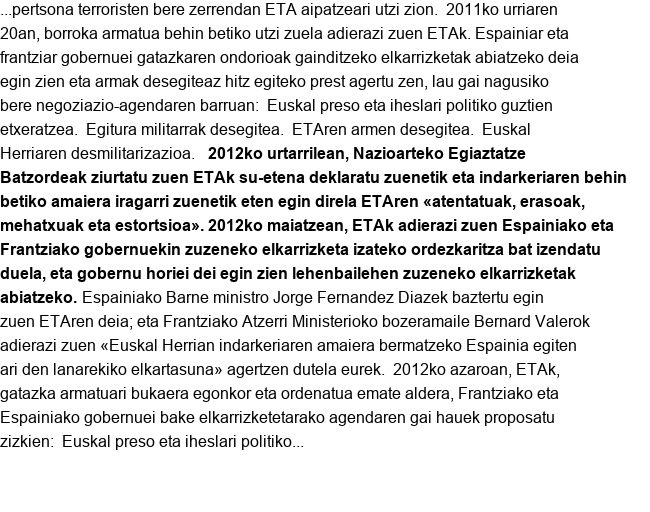 ...pertsona terroristen bere zerrendan ETA aipatzeari utzi zion.  2011ko urriaren
20an, borroka armatua behin betiko utzi zuela adierazi zuen ETAk. Espainiar eta
frantziar gobernuei gatazkaren ondorioak gainditzeko elkarrizketak abiatzeko deia
egin zien eta armak desegiteaz hitz egiteko prest agertu zen, lau gai nagusiko
bere negoziazio-agendaren barruan:  Euskal preso eta iheslari politiko guztien
etxeratzea.  Egitura militarrak desegitea.  ETAren armen desegitea.  Euskal
Herriaren desmilitarizazioa.   2012ko urtarrilean, Nazioarteko Egiaztatze
Batzordeak ziurtatu zuen ETAk su-etena deklaratu zuenetik eta indarkeriaren behin
betiko amaiera iragarri zuenetik eten egin direla ETAren «atentatuak, erasoak,
mehatxuak eta estortsioa». 2012ko maiatzean, ETAk adierazi zuen Espainiako eta
Frantziako gobernuekin zuzeneko elkarrizketa izateko ordezkaritza bat izendatu
duela, eta gobernu horiei dei egin zien lehenbailehen zuzeneko elkarrizketak
abiatzeko. Espainiako Barne ministro Jorge Fernandez Diazek baztertu egin
zuen ETAren deia; eta Frantziako Atzerri Ministerioko bozeramaile Bernard Valerok
adierazi zuen «Euskal Herrian indarkeriaren amaiera bermatzeko Espainia egiten
ari den lanarekiko elkartasuna» agertzen dutela eurek.  2012ko azaroan, ETAk,
gatazka armatuari bukaera egonkor eta ordenatua emate aldera, Frantziako eta
Espainiako gobernuei bake elkarrizketetarako agendaren gai hauek proposatu
zizkien:  Euskal preso eta iheslari politiko...